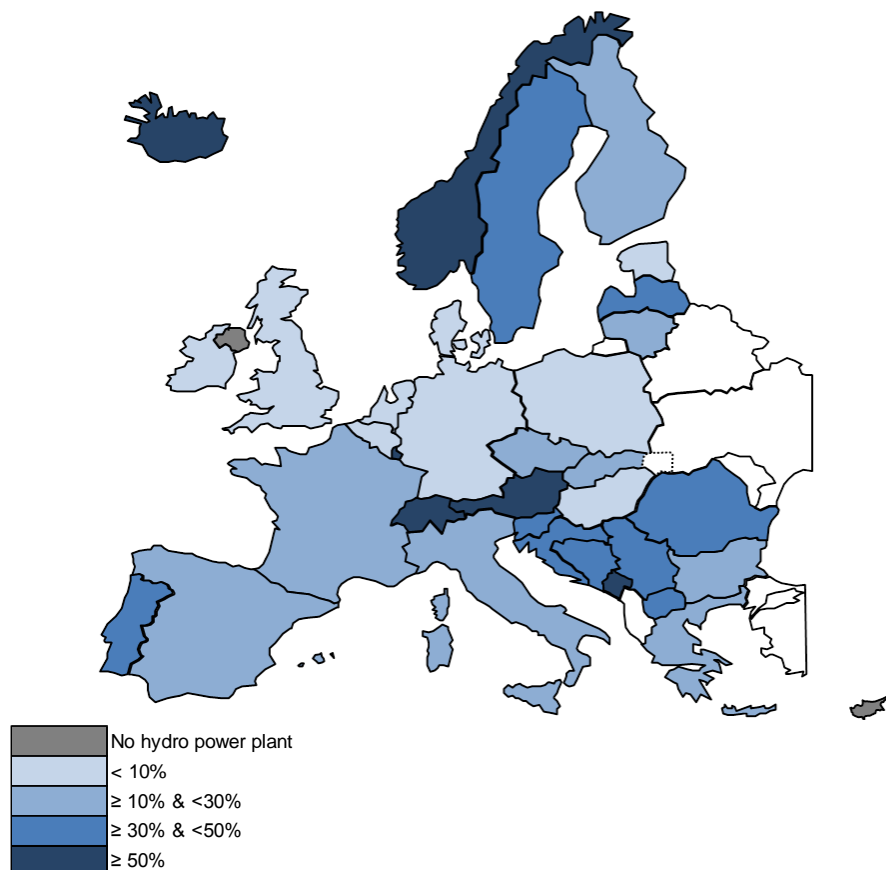 No hydro power plant
< 10%
≥ 10% & <30%
≥ 30% & <50%
≥ 50%